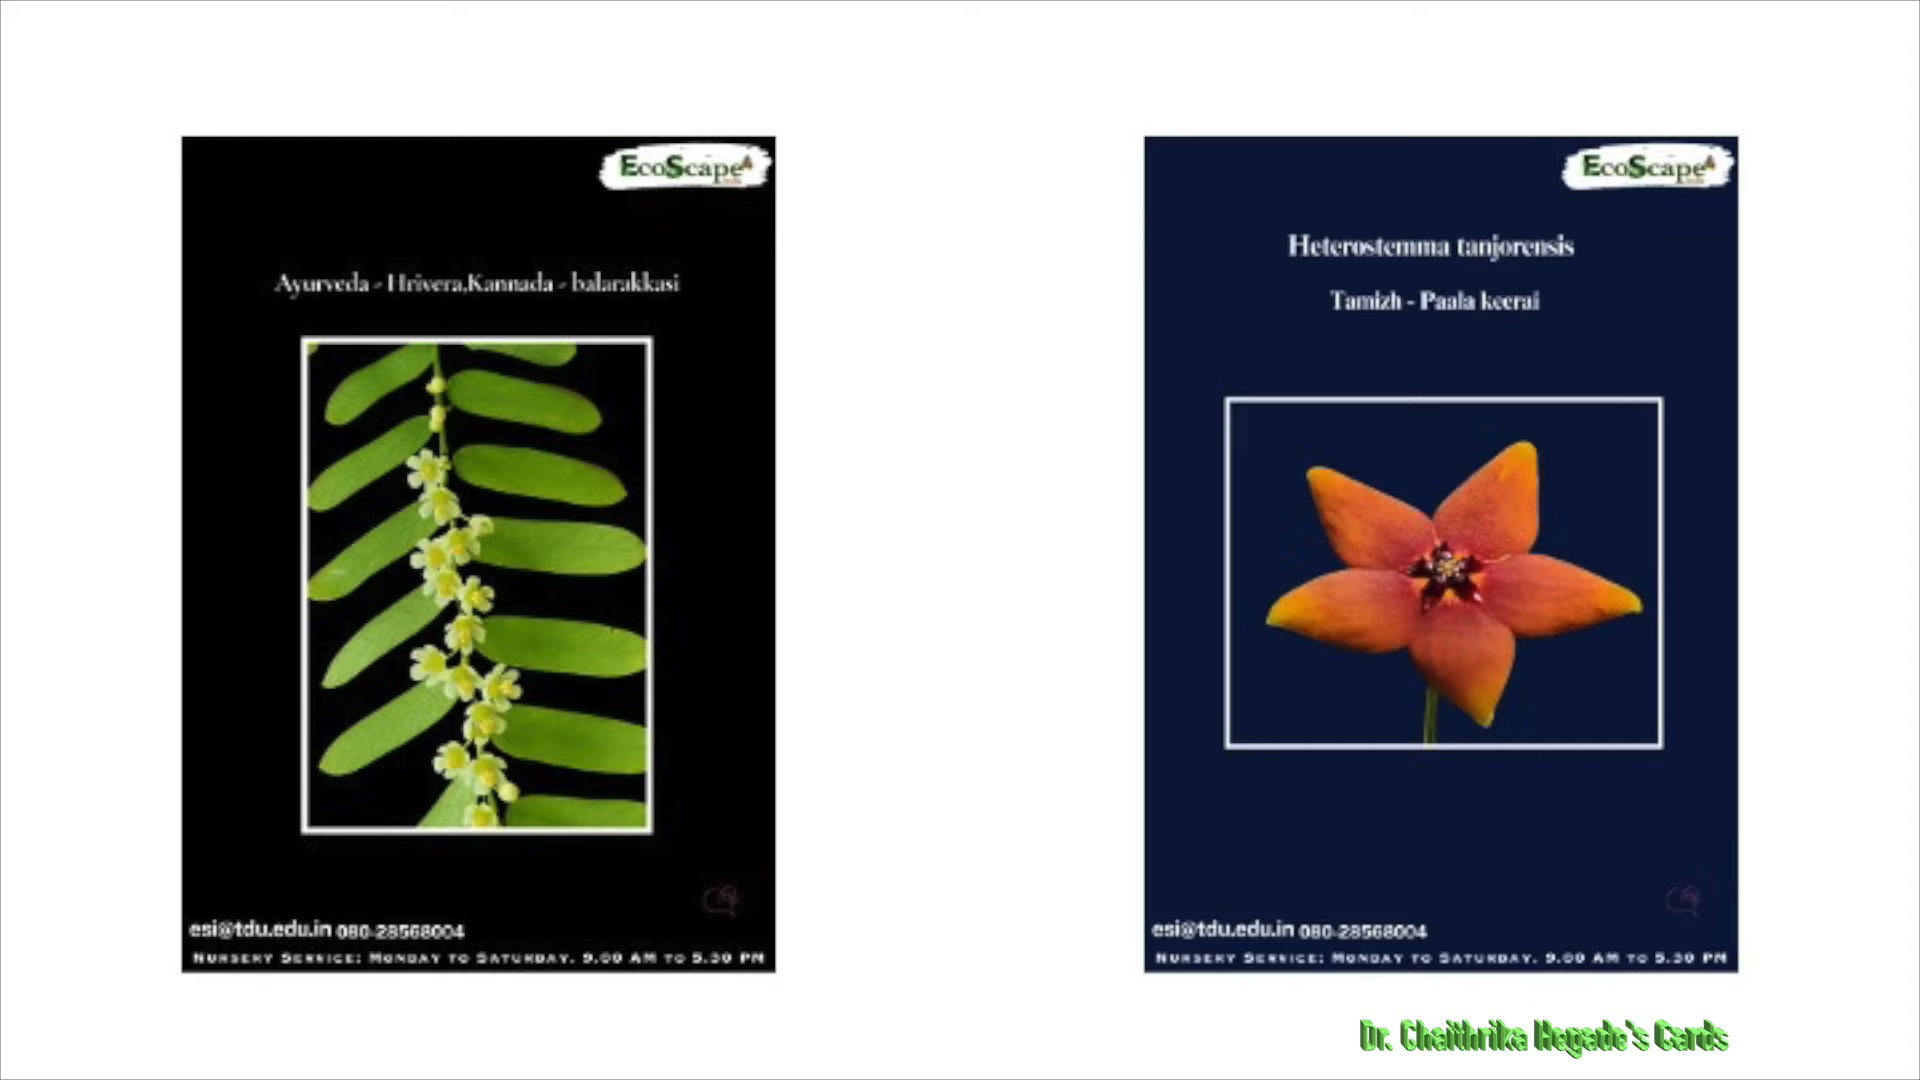 EcoScape
Ayurveda - Hrivera,Kannada - balarakkasi
esi@tdu.edu.in 080-28568004
Nursery Service: Monday to Saturday. 9.00 AM to 5.30 PM
EcoScape
Heterostemma tanjorensis
Tamizh - Paala keerai
esi@tdu.edu.in 080-28568004
Nursery Service: Monday to Saturday. 9.00 AM to 5.30 PM
Dr. Chaithrika Hegade's Cards